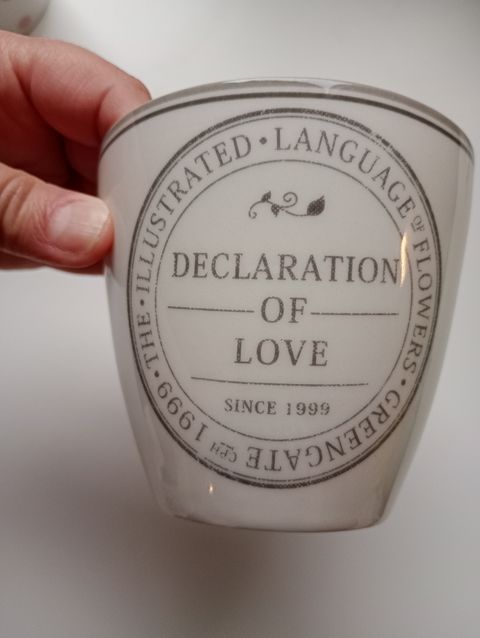 THE • ILLUSTRATED • LANGUAGE OF FLOWERS • GREENGATE CPH 1999 •
DECLARATION
OF
LOVE
SINCE 1999